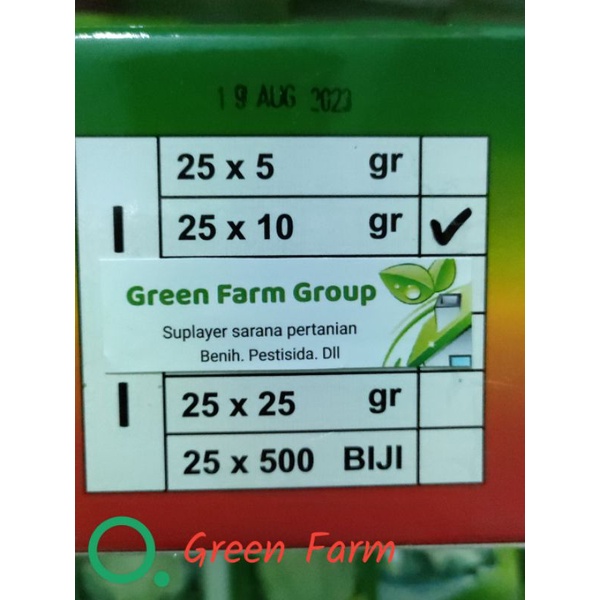 19 AUG 2023
25 x 5 gr
I 25 x 10 gr ✔
Green Farm Group
Suplayer sarana pertanian
Benih. Pestisida. Dll
I 25 x 25 gr
25 x 500 BIJI
Green Farm